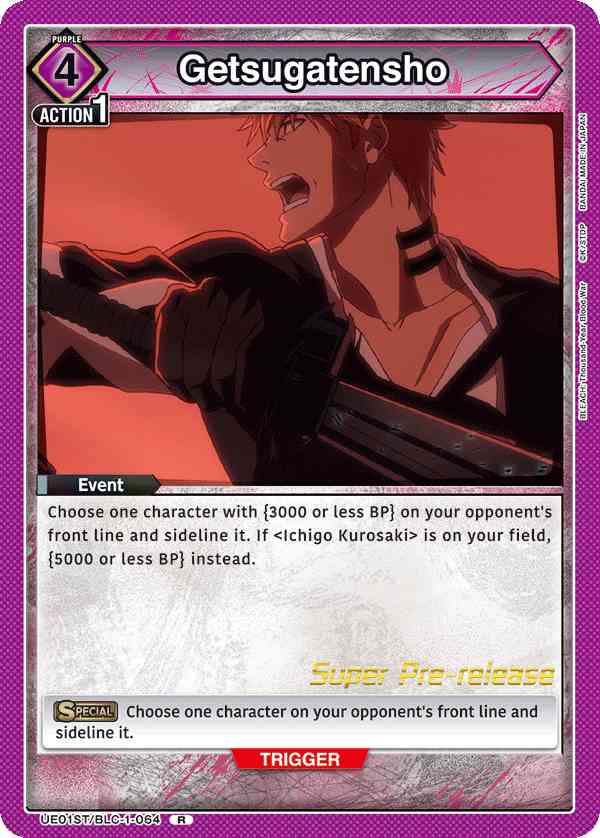 PURPLE
4
Getsugatensho
ACTION 1
BANDAI MADE IN JAPAN
©K/STDP
BLEACH: Thousand-Year Blood War
Event
Choose one character with {3000 or less BP} on your opponent's
front line and sideline it. If <Ichigo Kurosaki> is on your field,
{5000 or less BP} instead.
Super Pre-release
SPECIAL Choose one character on your opponent's front line and
sideline it.
TRIGGER
UE01ST/BLC-1-064 R